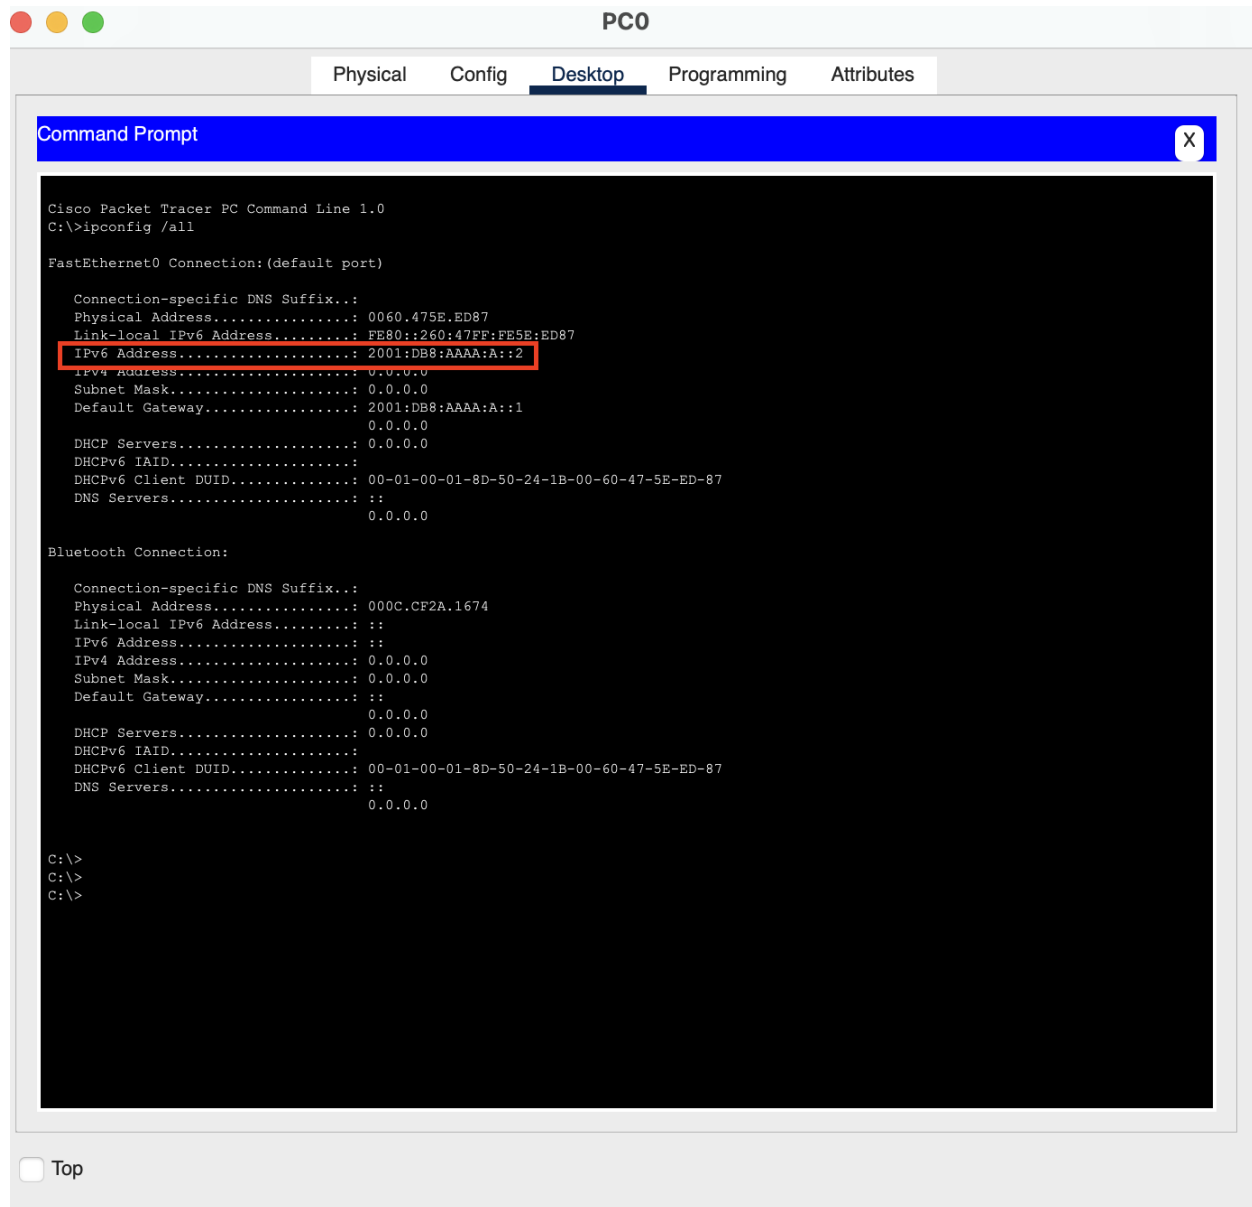 PC0
Physical Config Desktop Programming Attributes
Command Prompt
X
Cisco Packet Tracer PC Command Line 1.0
C:\>ipconfig /all
FastEthernet0 Connection:(default port)
Connection-specific DNS Suffix..:
Physical Address................: 0060.475E.ED87
Link-local IPv6 Address.........: FE80::260:47FF:FE5E:ED87
IPv6 Address....................: 2001:DB8:AAAA:A::2
IPv4 Address....................: 0.0.0.0
Subnet Mask.....................: 0.0.0.0
Default Gateway.................: 2001:DB8:AAAA:A::1
0.0.0.0
DHCP Servers....................: 0.0.0.0
DHCPv6 IAID.....................:
DHCPv6 Client DUID..............: 00-01-00-01-8D-50-24-1B-00-60-47-5E-ED-87
DNS Servers.....................: ::
0.0.0.0
Bluetooth Connection:
Connection-specific DNS Suffix..:
Physical Address................: 000C.CF2A.1674
Link-local IPv6 Address.........: ::
IPv6 Address....................: ::
IPv4 Address....................: 0.0.0.0
Subnet Mask.....................: 0.0.0.0
Default Gateway.................: ::
0.0.0.0
DHCP Servers....................: 0.0.0.0
DHCPv6 IAID.....................:
DHCPv6 Client DUID..............: 00-01-00-01-8D-50-24-1B-00-60-47-5E-ED-87
DNS Servers.....................: ::
0.0.0.0
C:\>
C:\>
C:\>
Top